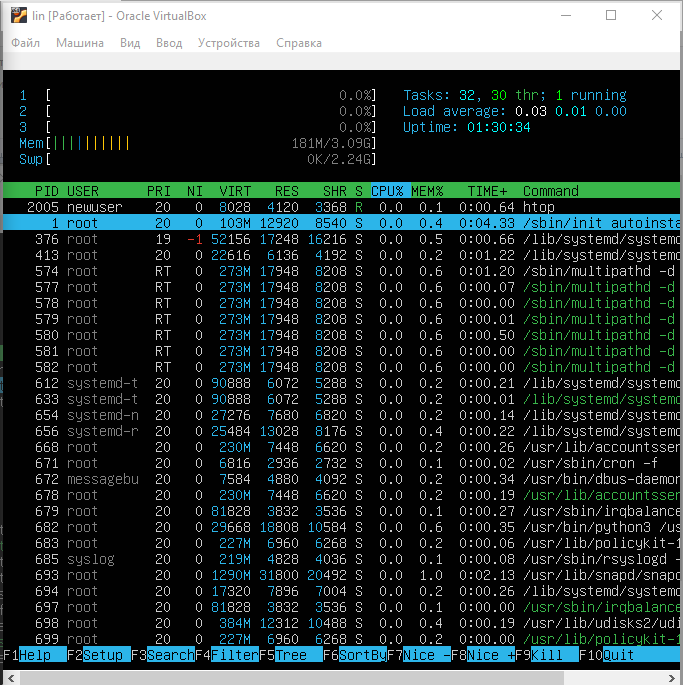 lin [Работает] - Oracle VirtualBox
Файл Машина Вид Ввод Устройства Справка
1 [ 0.0%] Tasks: 32, 30 thr; 1 running
2 [ 0.0%] Load average: 0.03 0.01 0.00
3 [ 0.0%] Uptime: 01:30:34
Mem[|||||||||| 181M/3.09G]
Swp[ 0K/2.24G]
PID USER PRI NI VIRT RES SHR S CPU% MEM% TIME+ Command
2005 newuser 20 0 8028 4120 3368 R 0.0 0.1 0:00.64 htop
1 root 20 0 103M 12920 8540 S 0.0 0.4 0:04.33 /sbin/init autoinsta
376 root 19 -1 52156 17248 16216 S 0.0 0.5 0:00.66 /lib/systemd/systemd
413 root 20 0 22616 6136 4192 S 0.0 0.2 0:01.22 /lib/systemd/systemd
574 root RT 0 273M 17948 8208 S 0.0 0.6 0:01.20 /sbin/multipathd -d
577 root RT 0 273M 17948 8208 S 0.0 0.6 0:00.07 /sbin/multipathd -d
578 root RT 0 273M 17948 8208 S 0.0 0.6 0:00.00 /sbin/multipathd -d
579 root RT 0 273M 17948 8208 S 0.0 0.6 0:00.01 /sbin/multipathd -d
580 root RT 0 273M 17948 8208 S 0.0 0.6 0:00.50 /sbin/multipathd -d
581 root RT 0 273M 17948 8208 S 0.0 0.6 0:00.00 /sbin/multipathd -d
582 root RT 0 273M 17948 8208 S 0.0 0.6 0:00.00 /sbin/multipathd -d
612 systemd-t 20 0 90888 6072 5288 S 0.0 0.2 0:00.21 /lib/systemd/systemd
633 systemd-t 20 0 90888 6072 5288 S 0.0 0.2 0:00.01 /lib/systemd/systemd
654 systemd-n 20 0 27276 7680 6820 S 0.0 0.2 0:00.14 /lib/systemd/systemd
656 systemd-r 20 0 25484 13028 8176 S 0.0 0.4 0:00.22 /lib/systemd/systemd
668 root 20 0 230M 7448 6620 S 0.0 0.2 0:00.26 /usr/lib/accountsser
671 root 20 0 6816 2936 2732 S 0.0 0.1 0:00.02 /usr/sbin/cron -f
672 messagebu 20 0 7584 4880 4092 S 0.0 0.2 0:00.34 /usr/bin/dbus-daemon
678 root 20 0 230M 7448 6620 S 0.0 0.2 0:00.19 /usr/lib/accountsser
679 root 20 0 81828 3832 3536 S 0.0 0.1 0:00.27 /usr/sbin/irqbalance
682 root 20 0 29668 18808 10584 S 0.0 0.6 0:00.35 /usr/bin/python3 /us
683 root 20 0 227M 6960 6268 S 0.0 0.2 0:00.06 /usr/lib/policykit-1
685 syslog 20 0 219M 4828 4036 S 0.0 0.1 0:00.09 /usr/sbin/rsyslogd -
693 root 20 0 1290M 31800 20492 S 0.0 1.0 0:02.13 /usr/lib/snapd/snapd
694 root 20 0 17320 7896 7004 S 0.0 0.2 0:00.26 /lib/systemd/systemd
697 root 20 0 81828 3832 3536 S 0.0 0.1 0:00.00 /usr/sbin/irqbalance
698 root 20 0 384M 12312 10488 S 0.0 0.4 0:00.19 /usr/lib/udisks2/udi
699 root 20 0 227M 6960 6268 S 0.0 0.2 0:00.00 /usr/lib/policykit-1
F1Help F2Setup F3SearchF4FilterF5Tree F6SortByF7Nice -F8Nice +F9Kill F10Quit